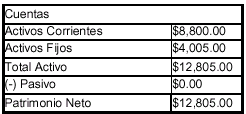 Cuentas
Activos Corrientes $8,800.00
Activos Fijos $4,005.00
Total Activo $12,805.00
(-) Pasivo $0.00
Patrimonio Neto $12,805.00